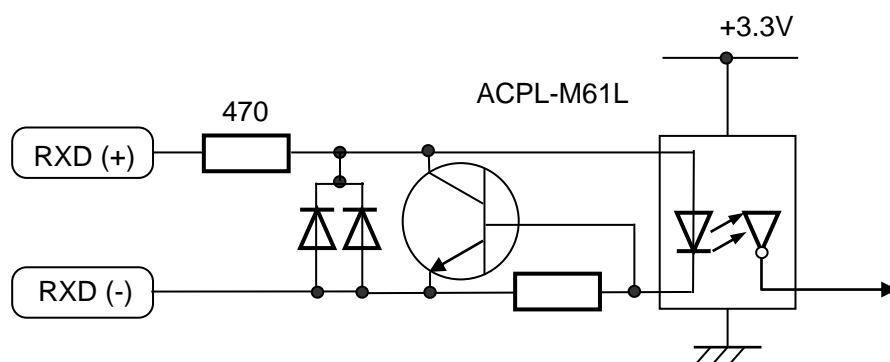 +3.3V
ACPL-M61L
470
RXD (+)
RXD (-)